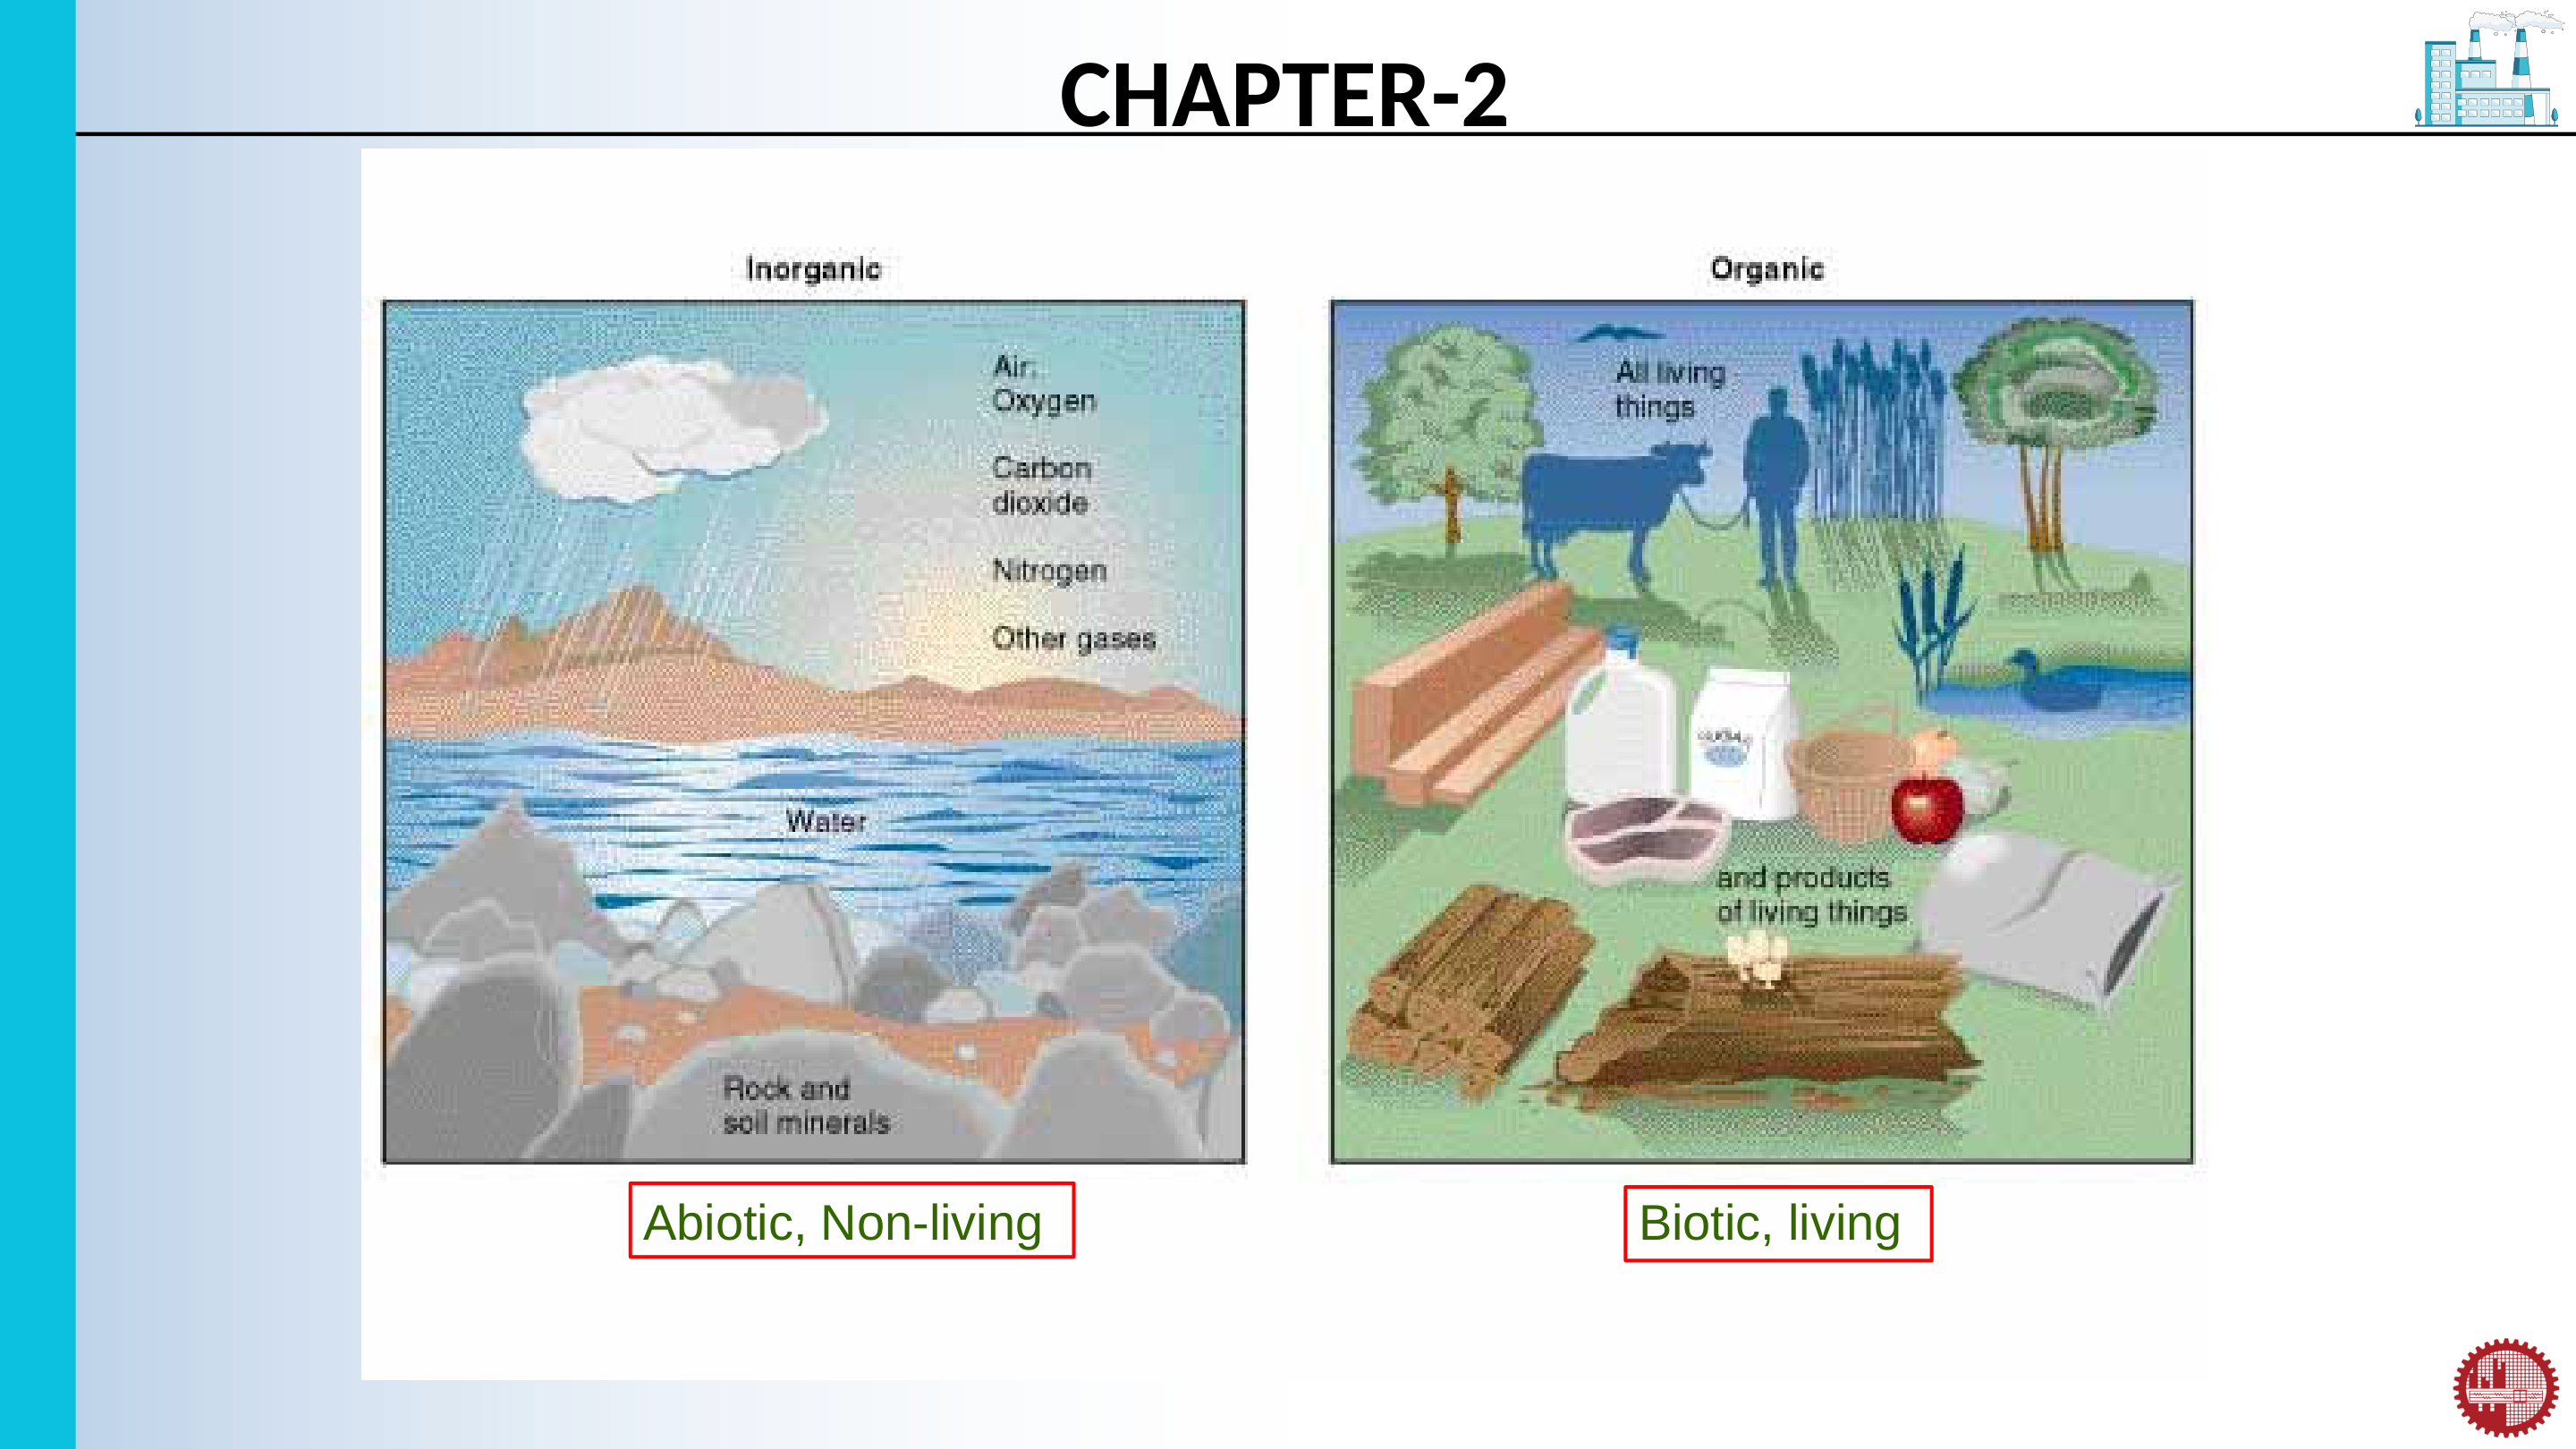 CHAPTER-2
Inorganic
Air:
Oxygen
Carbon
dioxide
Nitrogen
Other gases
Water
Rock and
soil minerals
Abiotic, Non-living
Organic
All living
things
and products
of living things
Biotic, living